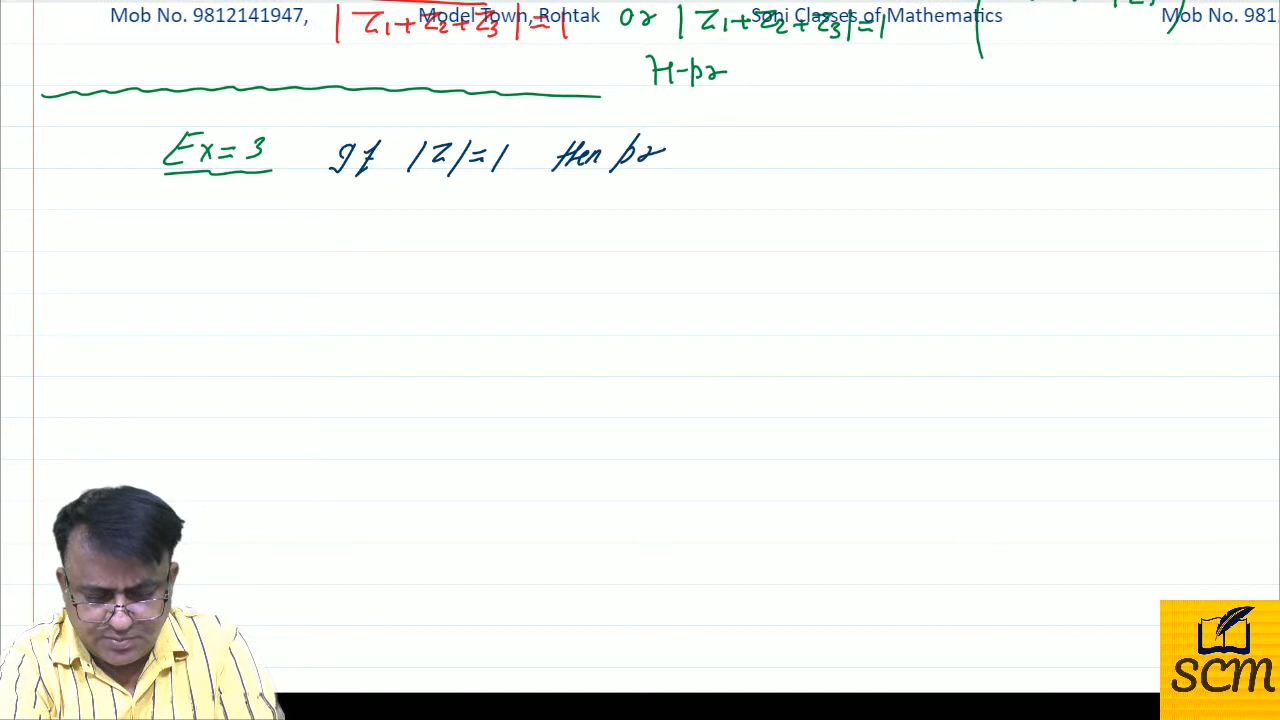 Mob No. 9812141947, Model Town, Rohtak Soni Classes of Mathematics Mob No. 981
|Z1+Z2+Z3|=1 or |Z1+Z2+Z3|=1
H-pr
Ex=3 If |Z|=1 then pr
SCM